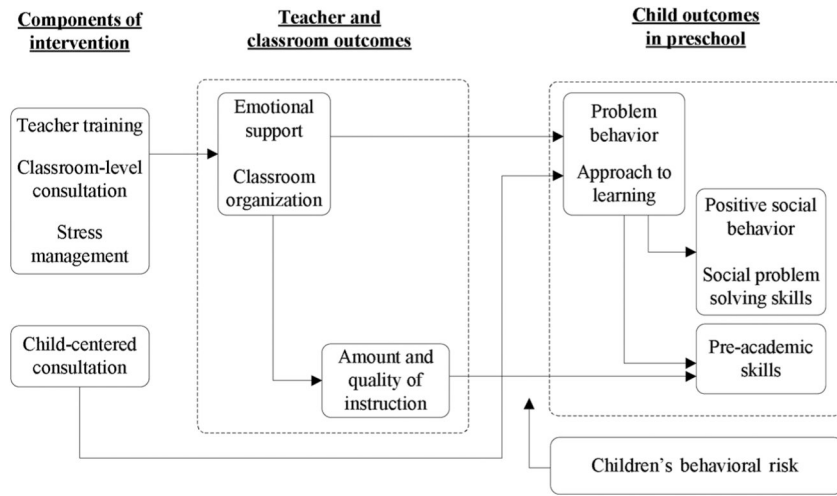 Components of
intervention
Teacher and
classroom outcomes
Child outcomes
in preschool
Teacher training
Classroom-level
consultation
Stress
management
Emotional
support
Classroom
organization
Problem
behavior
Approach to
learning
Positive social
behavior
Social problem
solving skills
Child-centered
consultation
Amount and
quality of
instruction
Pre-academic
skills
Children's behavioral risk